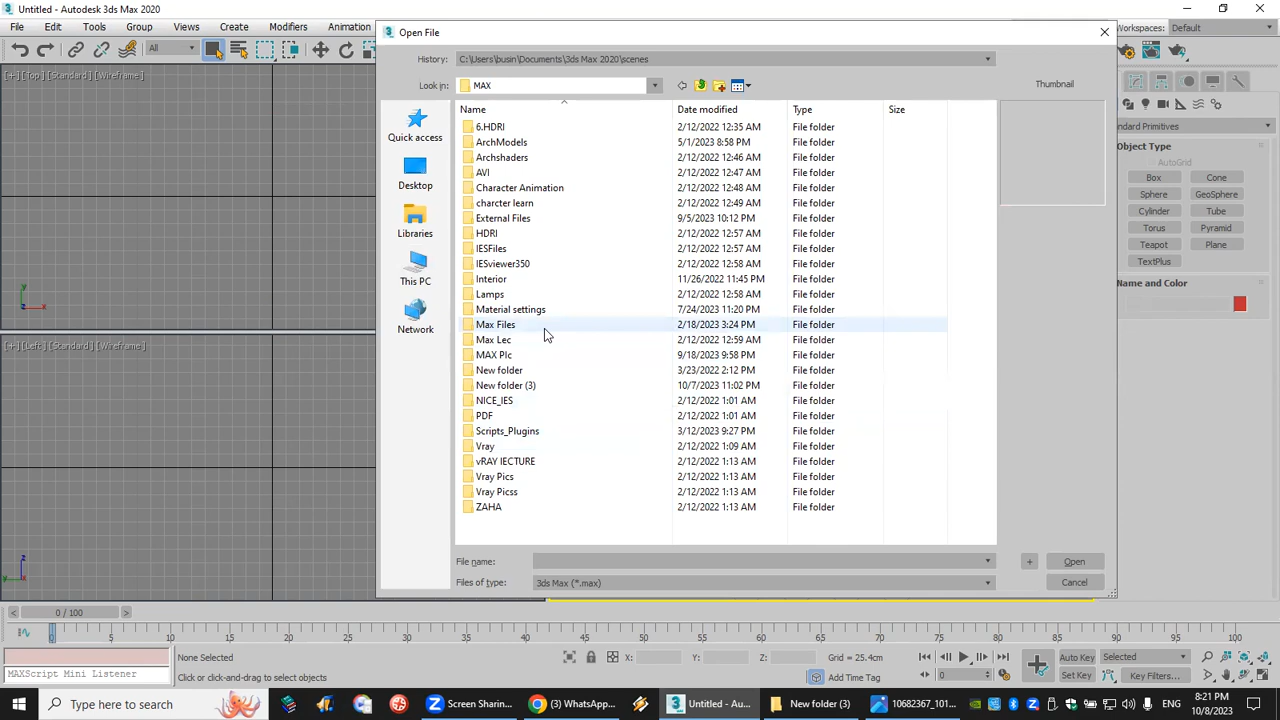 Untitled - Autodesk 3ds Max 2020
File Edit Tools Group Views Create Modifiers Animation
Workspaces: Default
All
Open File
History: C:\Users\busin\Documents\3ds Max 2020\scenes
Look in: MAX
Thumbnail
Name Date modified Type Size
6.HDRI 2/12/2022 12:35 AM File folder
ArchModels 5/1/2023 8:58 PM File folder
Archshaders 2/12/2022 12:46 AM File folder
AVI 2/12/2022 12:47 AM File folder
Character Animation 2/12/2022 12:48 AM File folder
charcter learn 2/12/2022 12:49 AM File folder
External Files 9/5/2023 10:12 PM File folder
HDRI 2/12/2022 12:57 AM File folder
IESFiles 2/12/2022 12:57 AM File folder
IESviewer350 2/12/2022 12:58 AM File folder
Interior 11/26/2022 11:45 PM File folder
Lamps 2/12/2022 12:58 AM File folder
Material settings 7/24/2023 11:20 PM File folder
Max Files 2/18/2023 3:24 PM File folder
Max Lec 2/12/2022 12:59 AM File folder
MAX PIc 9/18/2023 9:58 PM File folder
New folder 3/23/2022 2:12 PM File folder
New folder (3) 10/7/2023 11:02 PM File folder
NICE_IES 2/12/2022 1:01 AM File folder
PDF 2/12/2022 1:01 AM File folder
Scripts_Plugins 3/12/2023 9:27 PM File folder
Vray 2/12/2022 1:09 AM File folder
vRAY lECTURE 2/12/2022 1:13 AM File folder
Vray Pics 2/12/2022 1:13 AM File folder
Vray Picss 2/12/2022 1:13 AM File folder
ZAHA 2/12/2022 1:13 AM File folder
Quick access
Desktop
Libraries
This PC
Network
File name: + Open
Files of type: 3ds Max (*.max) Cancel
[+] [Top] [Standard] [Wireframe]
y
z x
[+] [Left] [Standard] [Wireframe]
z
y
ndard Primitives
Object Type
AutoGrid
Box Cone
Sphere GeoSphere
Cylinder Tube
Torus Pyramid
Teapot Plane
TextPlus
Name and Color
< 0 / 100 >
0 5 10 15 20 25 30 35 40 45 50 55 60 65 70 75 80 85 90 95 100
None Selected X: Y: Z: Grid = 25.4cm Auto Key Selected
MAXScript Mini Listener Click or click-and-drag to select objects Add Time Tag 0 Set Key Key Filters...
Type here to search
Screen Sharin...
(3) WhatsApp...
Untitled - Au...
New folder (3)
10682367_101...
ENG
8:21 PM
10/8/2023